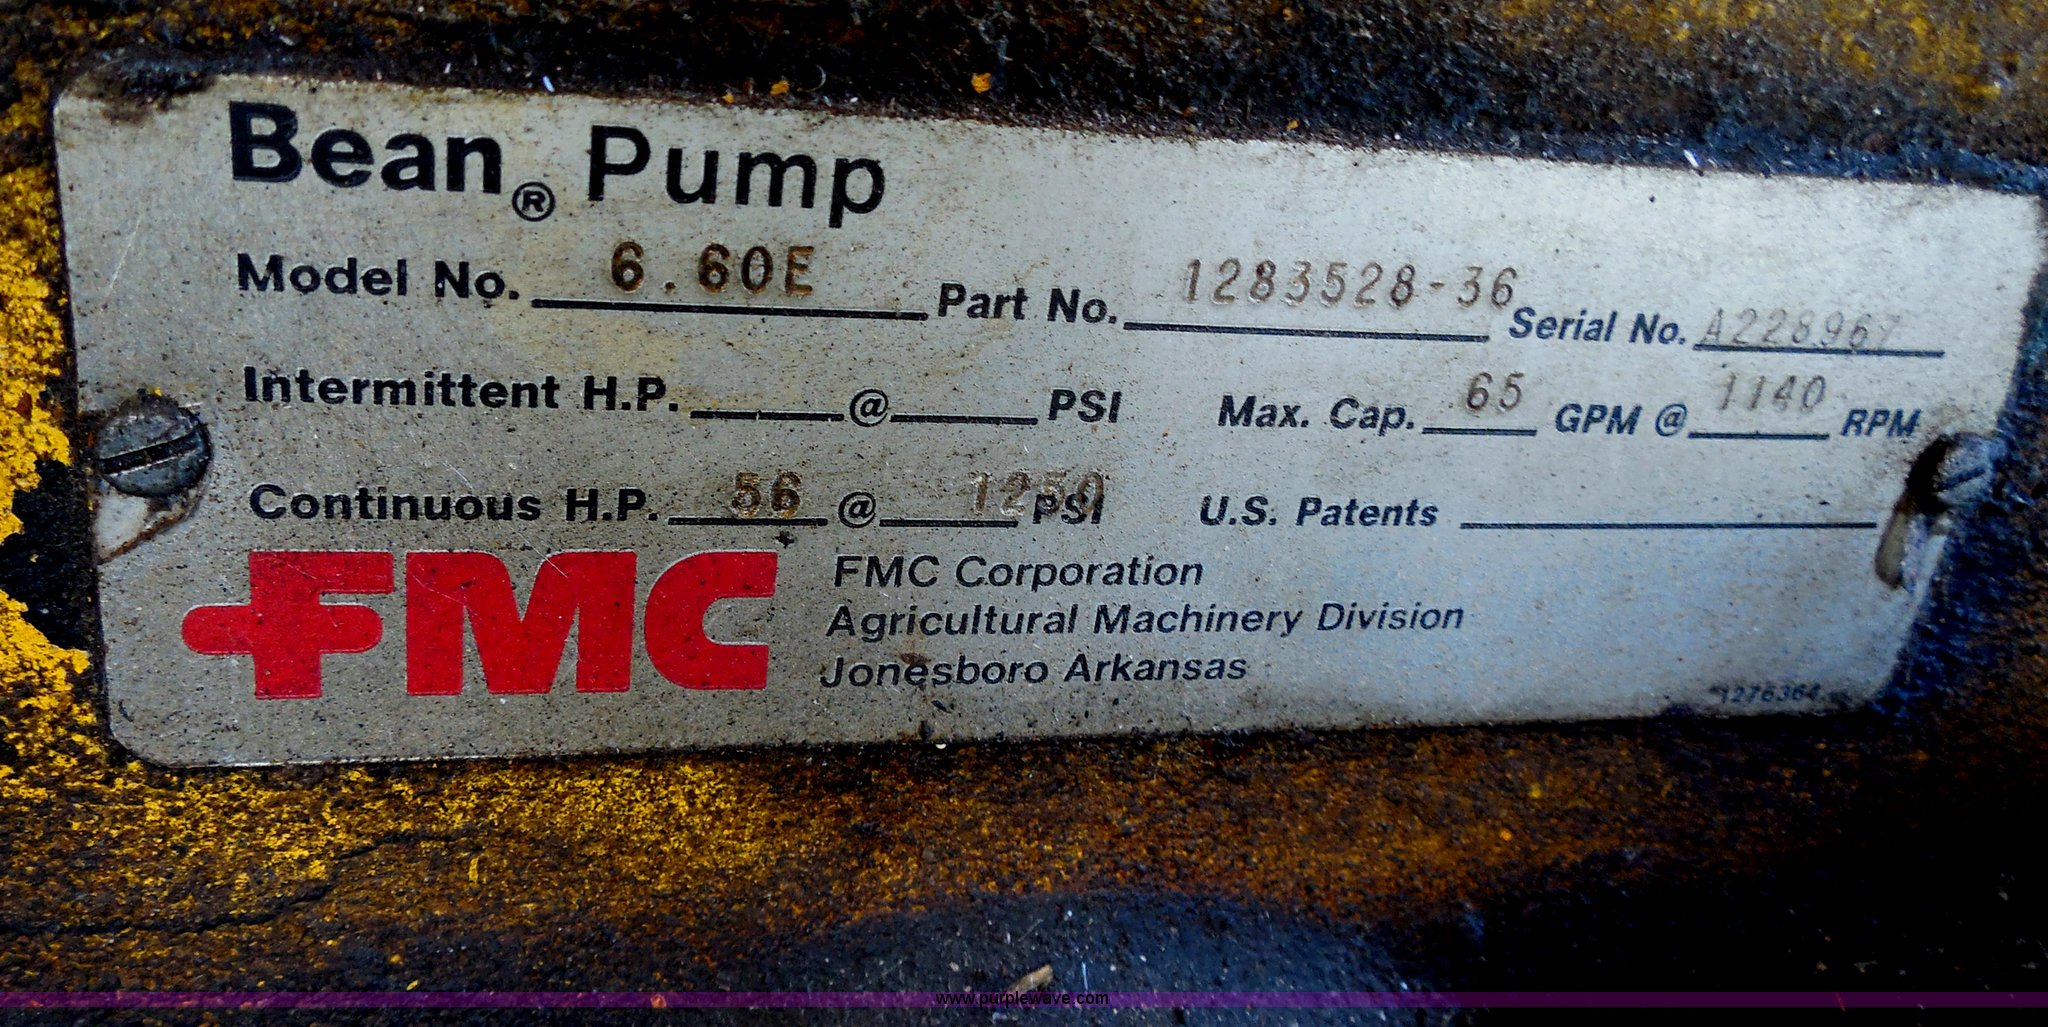 Bean® Pump
Model No. 6.60E Part No. 1283528-36 Serial No. A228967
Intermittent H.P. @ PSI Max. Cap. 65 GPM @ 1140 RPM
Continuous H.P. 56 @ 1250 PSI U.S. Patents
FMC FMC Corporation
Agricultural Machinery Division
Jonesboro Arkansas
1276364
www.purplewave.com